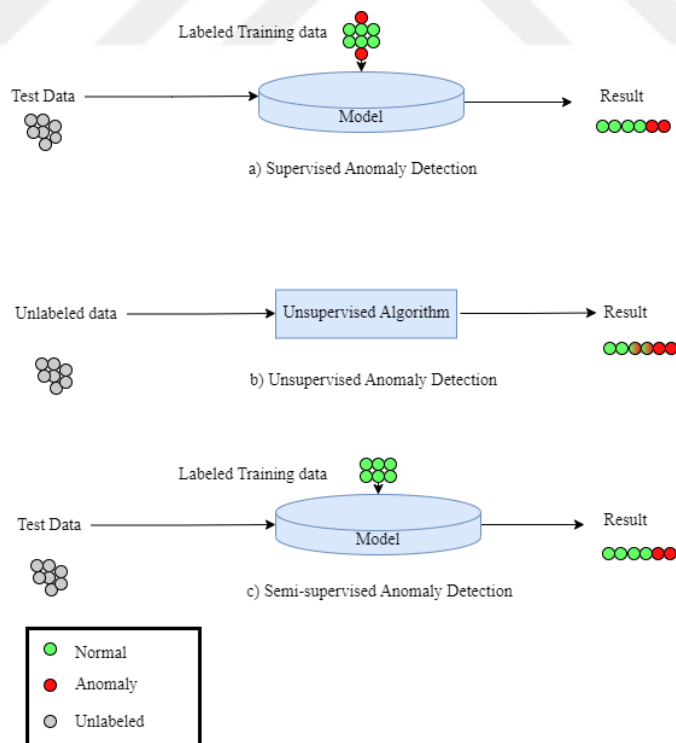 Labeled Training data
Test Data
Model
Result
a) Supervised Anomaly Detection
Unlabeled data
Unsupervised Algorithm
Result
b) Unsupervised Anomaly Detection
Labeled Training data
Test Data
Model
Result
c) Semi-supervised Anomaly Detection
Normal
Anomaly
Unlabeled